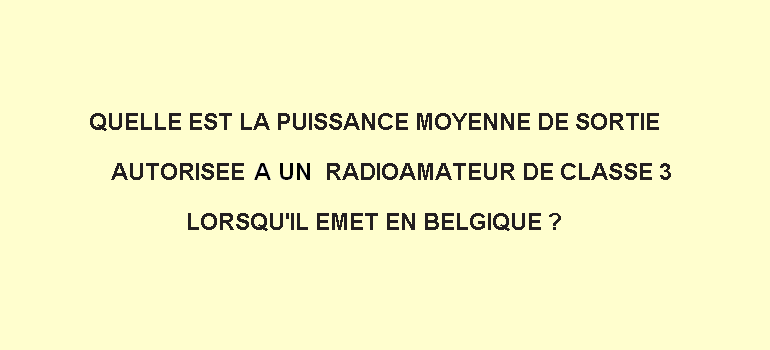 QUELLE EST LA PUISSANCE MOYENNE DE SORTIE
AUTORISEE A UN RADIOAMATEUR DE CLASSE 3
LORSQU'IL EMET EN BELGIQUE ?